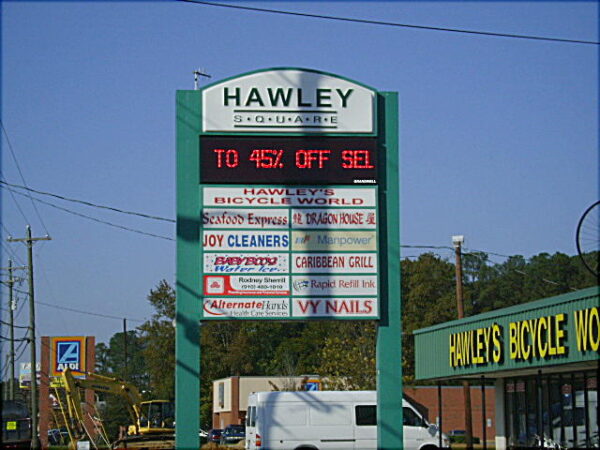 HAWLEY
S•Q•U•A•R•E
TO 45% OFF SEL
HAWLEY'S
BICYCLE WORLD
Seafood Express
DRAGON HOUSE
JOY CLEANERS
Manpower
Water Ice
CARIBBEAN GRILL
Rodney Sherrill
Rapid Refill Ink
Alternate Hands
Health Care Services
VY NAILS
ALDI
HAWLEY'S BICYCLE WO